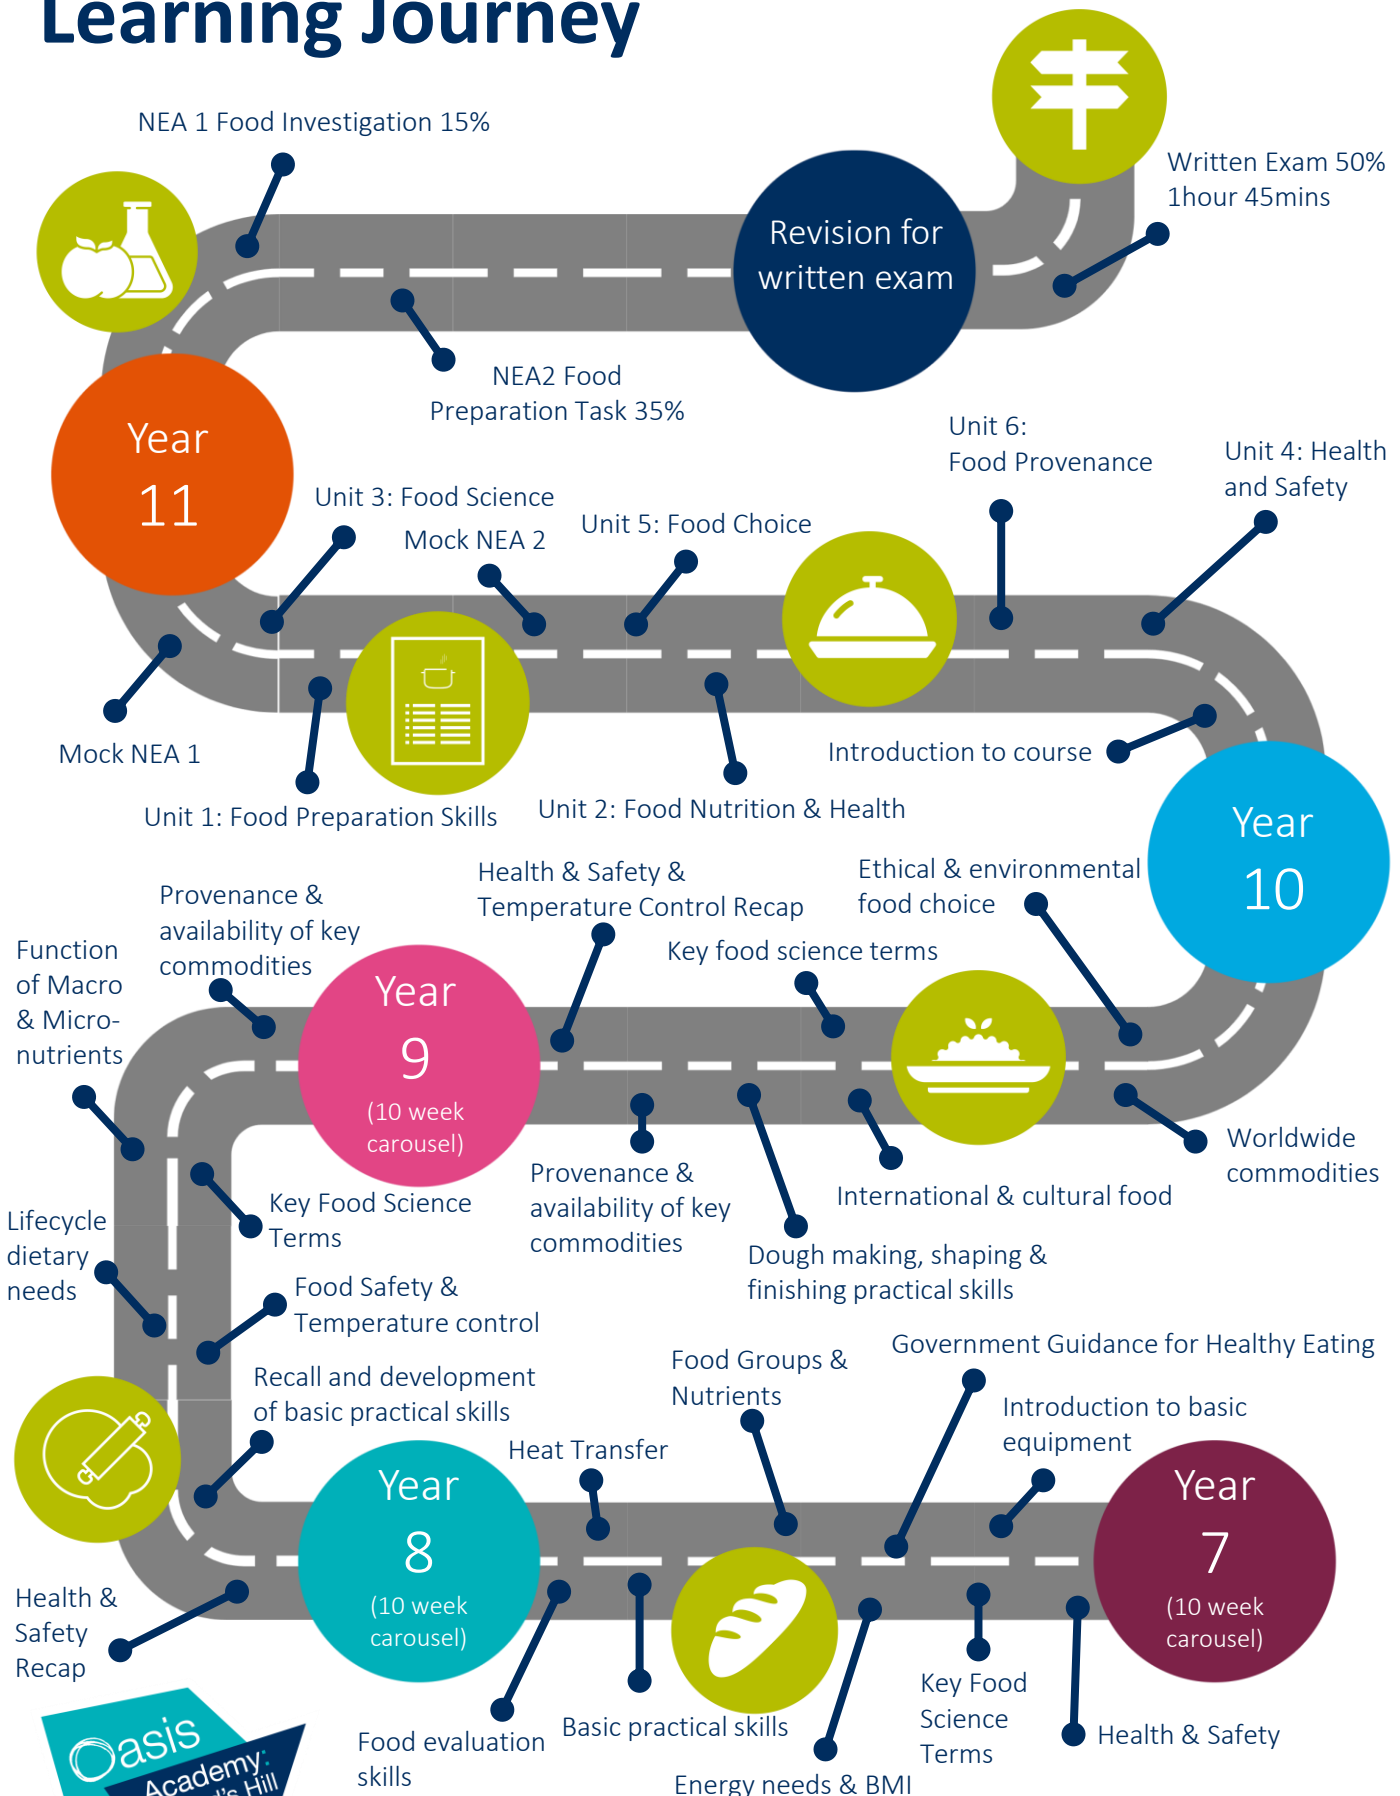 Learning Journey
NEA 1 Food Investigation 15%
Written Exam 50%
1hour 45mins
Revision for
written exam
NEA2 Food
Preparation Task 35%
Year
11
Unit 6:
Food Provenance
Unit 4: Health
and Safety
Unit 3: Food Science
Mock NEA 2
Unit 5: Food Choice
Mock NEA 1
Unit 1: Food Preparation Skills
Unit 2: Food Nutrition & Health
Introduction to course
Year
10
Health & Safety &
Temperature Control Recap
Ethical & environmental
food choice
Key food science terms
Provenance &
availability of key
commodities
Function
of Macro
& Micro-
nutrients
Year
9
(10 week
carousel)
Provenance &
availability of key
commodities
Dough making, shaping &
finishing practical skills
International & cultural food
Worldwide
commodities
Key Food Science
Terms
Lifecycle
dietary
needs
Food Safety &
Temperature control
Recall and development
of basic practical skills
Heat Transfer
Food Groups &
Nutrients
Government Guidance for Healthy Eating
Introduction to basic
equipment
Year
8
(10 week
carousel)
Year
7
(10 week
carousel)
Health &
Safety
Recap
Food evaluation
skills
Basic practical skills
Energy needs & BMI
Key Food
Science
Terms
Health & Safety
Oasis
Academy:
Hill